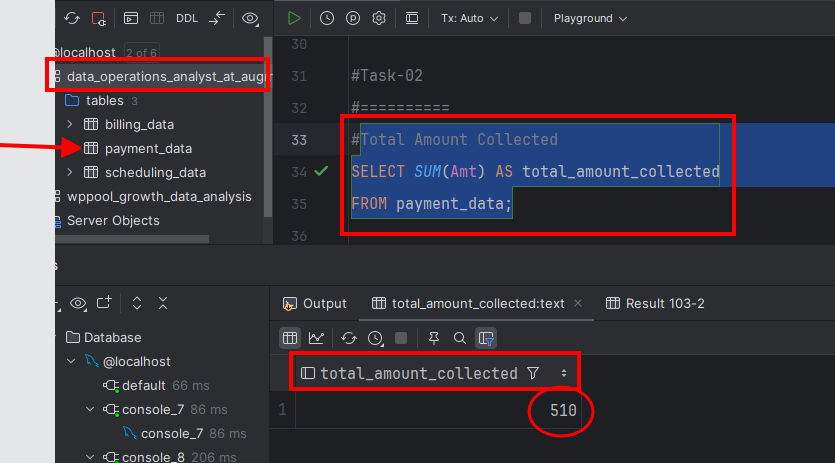 DDL
Tx: Auto
Playground
@localhost 2 of 6
data_operations_analyst_at_augm
tables 3
billing_data
payment_data
scheduling_data
wppool_growth_data_analysis
Server Objects
30
31 #Task-02
32 #==========
33 #Total Amount Collected
34 SELECT SUM(Amt) AS total_amount_collected
35 FROM payment_data;
36
s
Database
@localhost
default 66 ms
console_7 86 ms
console_7 86 ms
console_8 206 ms
Output total_amount_collected:text × Result 103-2
total_amount_collected
1 510